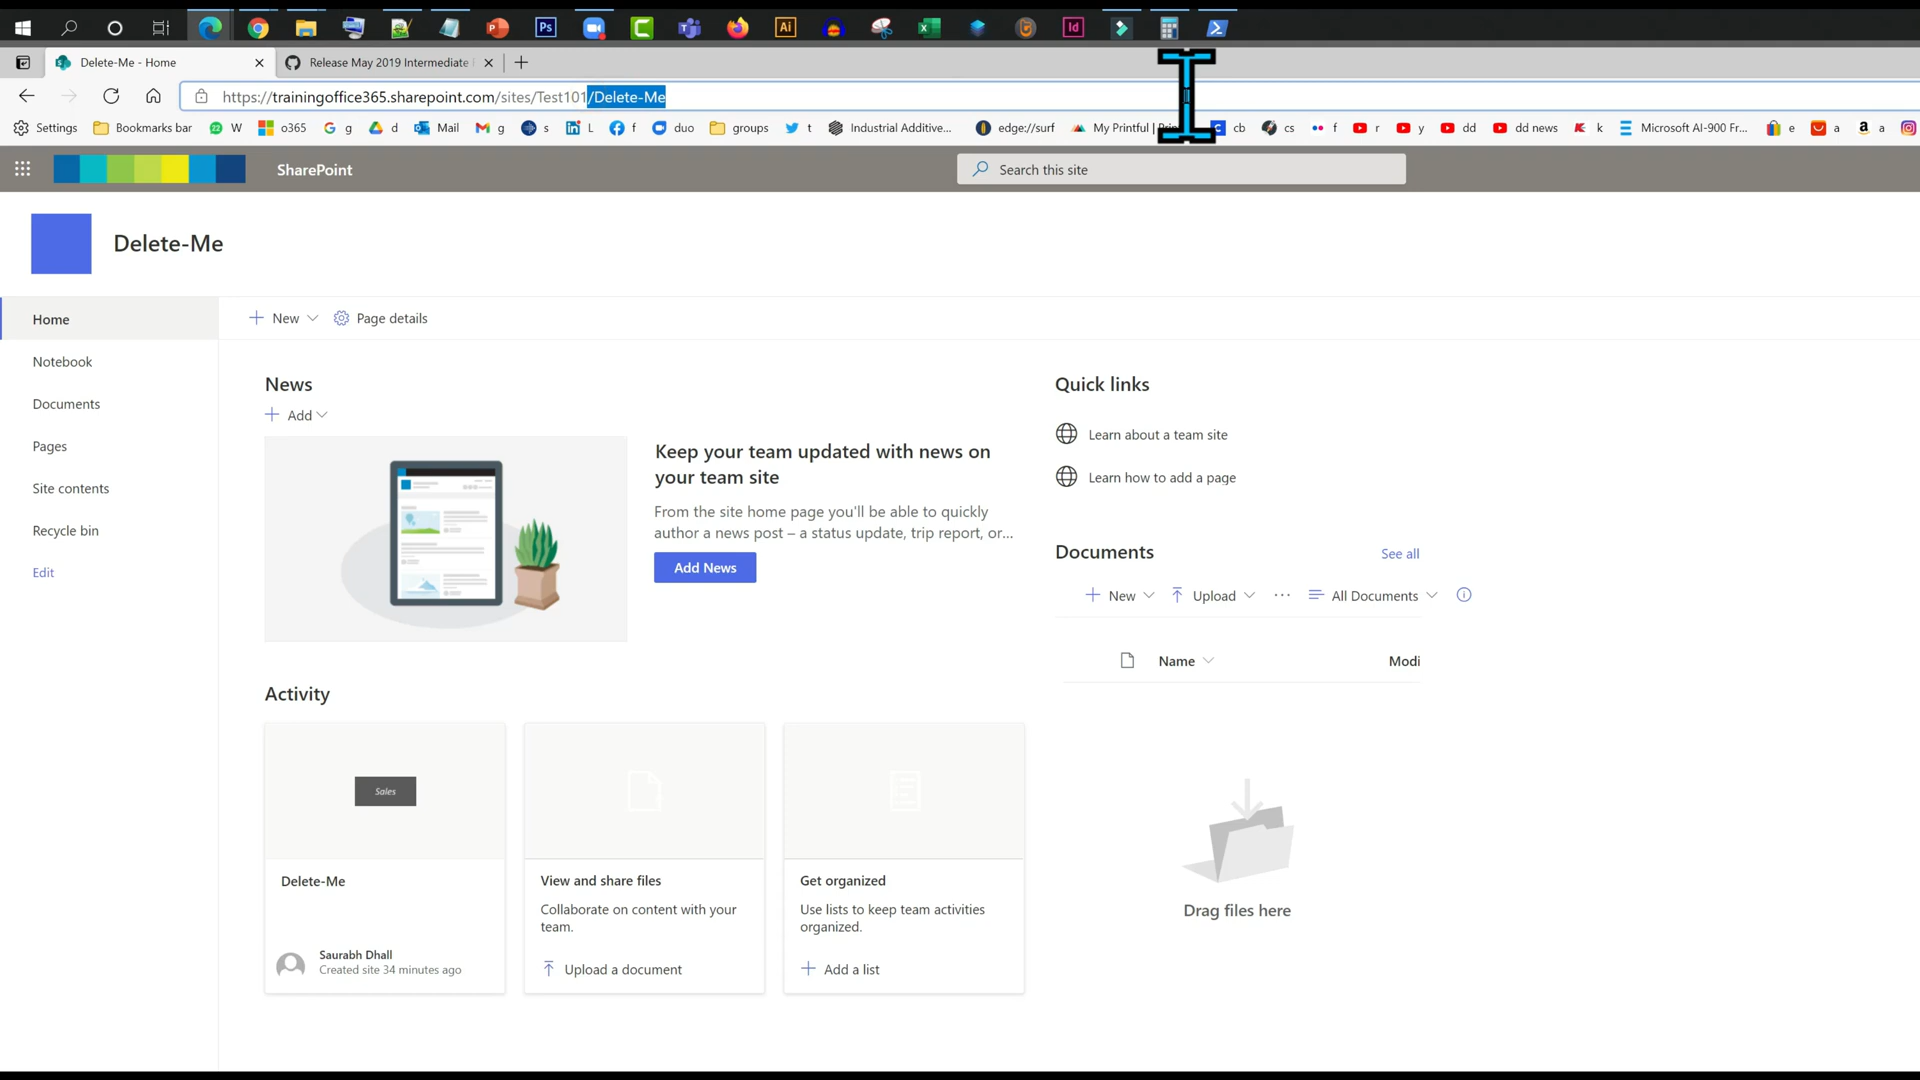 Delete-Me - Home
Release May 2019 Intermediate
https://trainingoffice365.sharepoint.com/sites/Test101/Delete-Me
Settings Bookmarks bar W o365 g d Mail g s L f duo groups t Industrial Additive... edge://surf My Printful | cb cs r y dd dd news k Microsoft AI-900 Fr... e a a
SharePoint
Search this site
Delete-Me
Home
New Page details
Notebook
Documents
Pages
Site contents
Recycle bin
Edit
News
Add
Keep your team updated with news on
your team site
From the site home page you'll be able to quickly
author a news post – a status update, trip report, or...
Add News
Quick links
Learn about a team site
Learn how to add a page
Documents See all
New Upload ··· All Documents
Name Modi
Drag files here
Activity
Sales
Delete-Me
Saurabh Dhall
Created site 34 minutes ago
View and share files
Collaborate on content with your
team.
Upload a document
Get organized
Use lists to keep team activities
organized.
Add a list